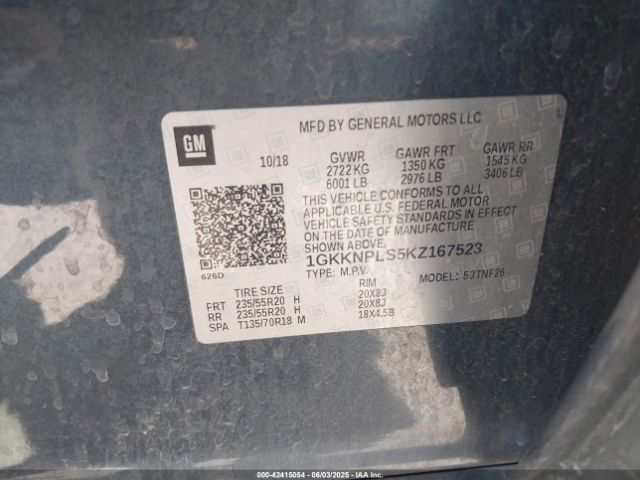 GM
MFD BY GENERAL MOTORS LLC
10/18
GVWR GAWR FRT GAWR RR
2722 KG 1350 KG 1545 KG
6001 LB 2976 LB 3406 LB
THIS VEHICLE CONFORMS TO ALL
APPLICABLE U.S. FEDERAL MOTOR
VEHICLE SAFETY STANDARDS IN EFFECT
ON THE DATE OF MANUFACTURE
SHOWN ABOVE.
1GKKNPLS5KZ167523
TYPE: M.P.V. MODEL: 53TNF26
626D
TIRE SIZE RIM
FRT 235/55R20 H 20X8J
RR 235/55R20 H 20X8J
SPA T135/70R18 M 18X4.5B
000-42415054 06/03/2025 IAAI.COM